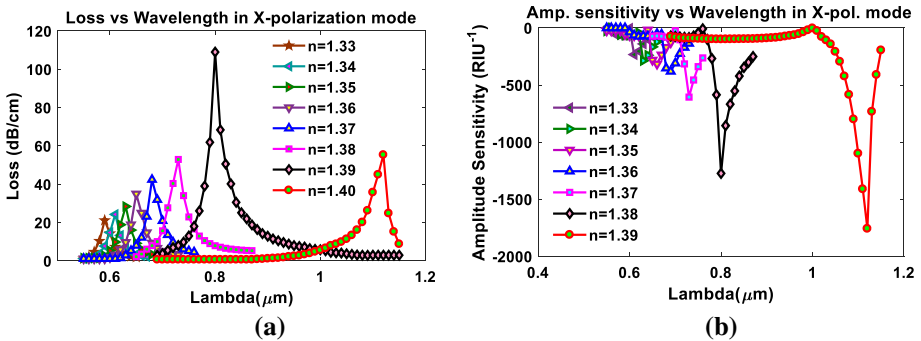 Loss vs Wavelength in X-polarization mode
120
100
80
60
40
20
0
Loss (dB/cm)
n=1.33
n=1.34
n=1.35
n=1.36
n=1.37
n=1.38
n=1.39
n=1.40
0.6
0.8
1
1.2
Lambda(μm)
(a)
Amp. sensitivity vs Wavelength in X-pol. mode
0
-500
-1000
-1500
-2000
Amplitude Sensitivity (RIU⁻¹)
n=1.33
n=1.34
n=1.35
n=1.36
n=1.37
n=1.38
n=1.39
0.4
0.6
0.8
1
1.2
Lambda(μm)
(b)